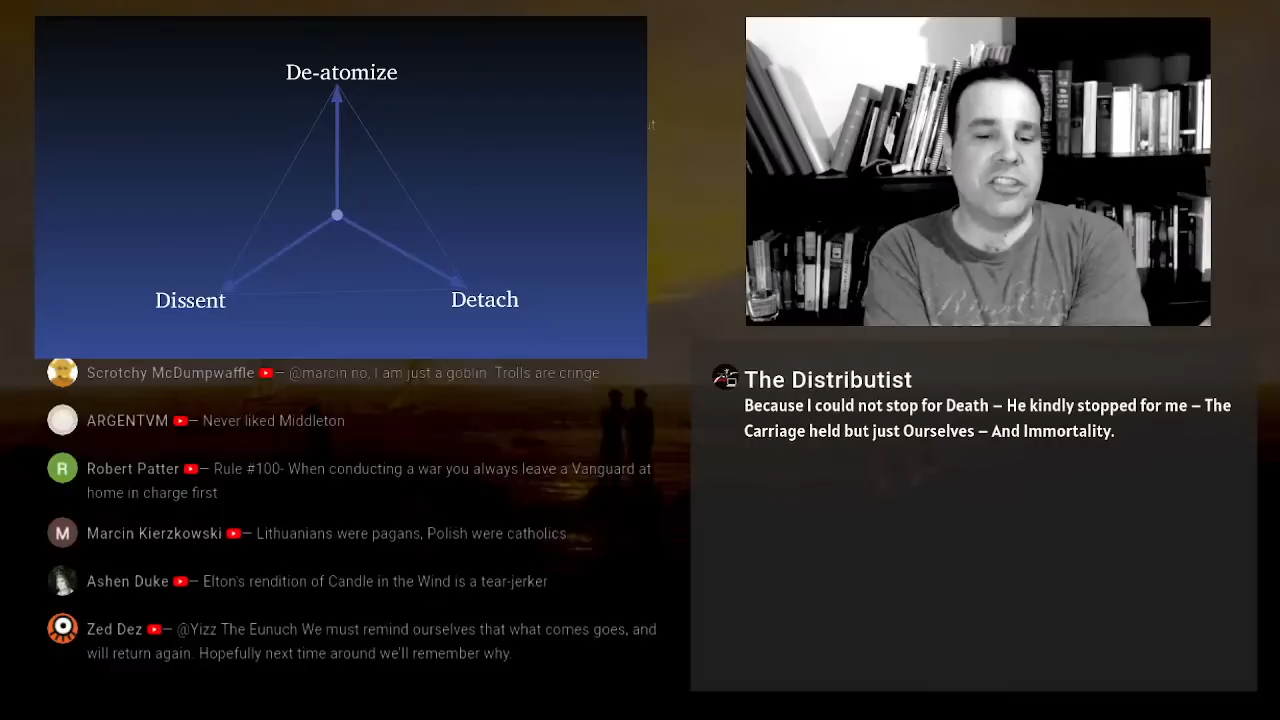 De-atomize
Dissent
Detach
ut
Scrotchy McDumpwaffle — @marcin no, I am just a goblin. Trolls are cringe
ARGENTVM — Never liked Middleton
Robert Patter — Rule #100- When conducting a war you always leave a Vanguard at
home in charge first
Marcin Kierzkowski — Lithuanians were pagans, Polish were catholics
Ashen Duke — Elton's rendition of Candle in the Wind is a tear-jerker
Zed Dez — @Yizz The Eunuch We must remind ourselves that what comes goes, and
will return again. Hopefully next time around we'll remember why.
The Distributist
Because I could not stop for Death – He kindly stopped for me – The
Carriage held but just Ourselves – And Immortality.
R
M